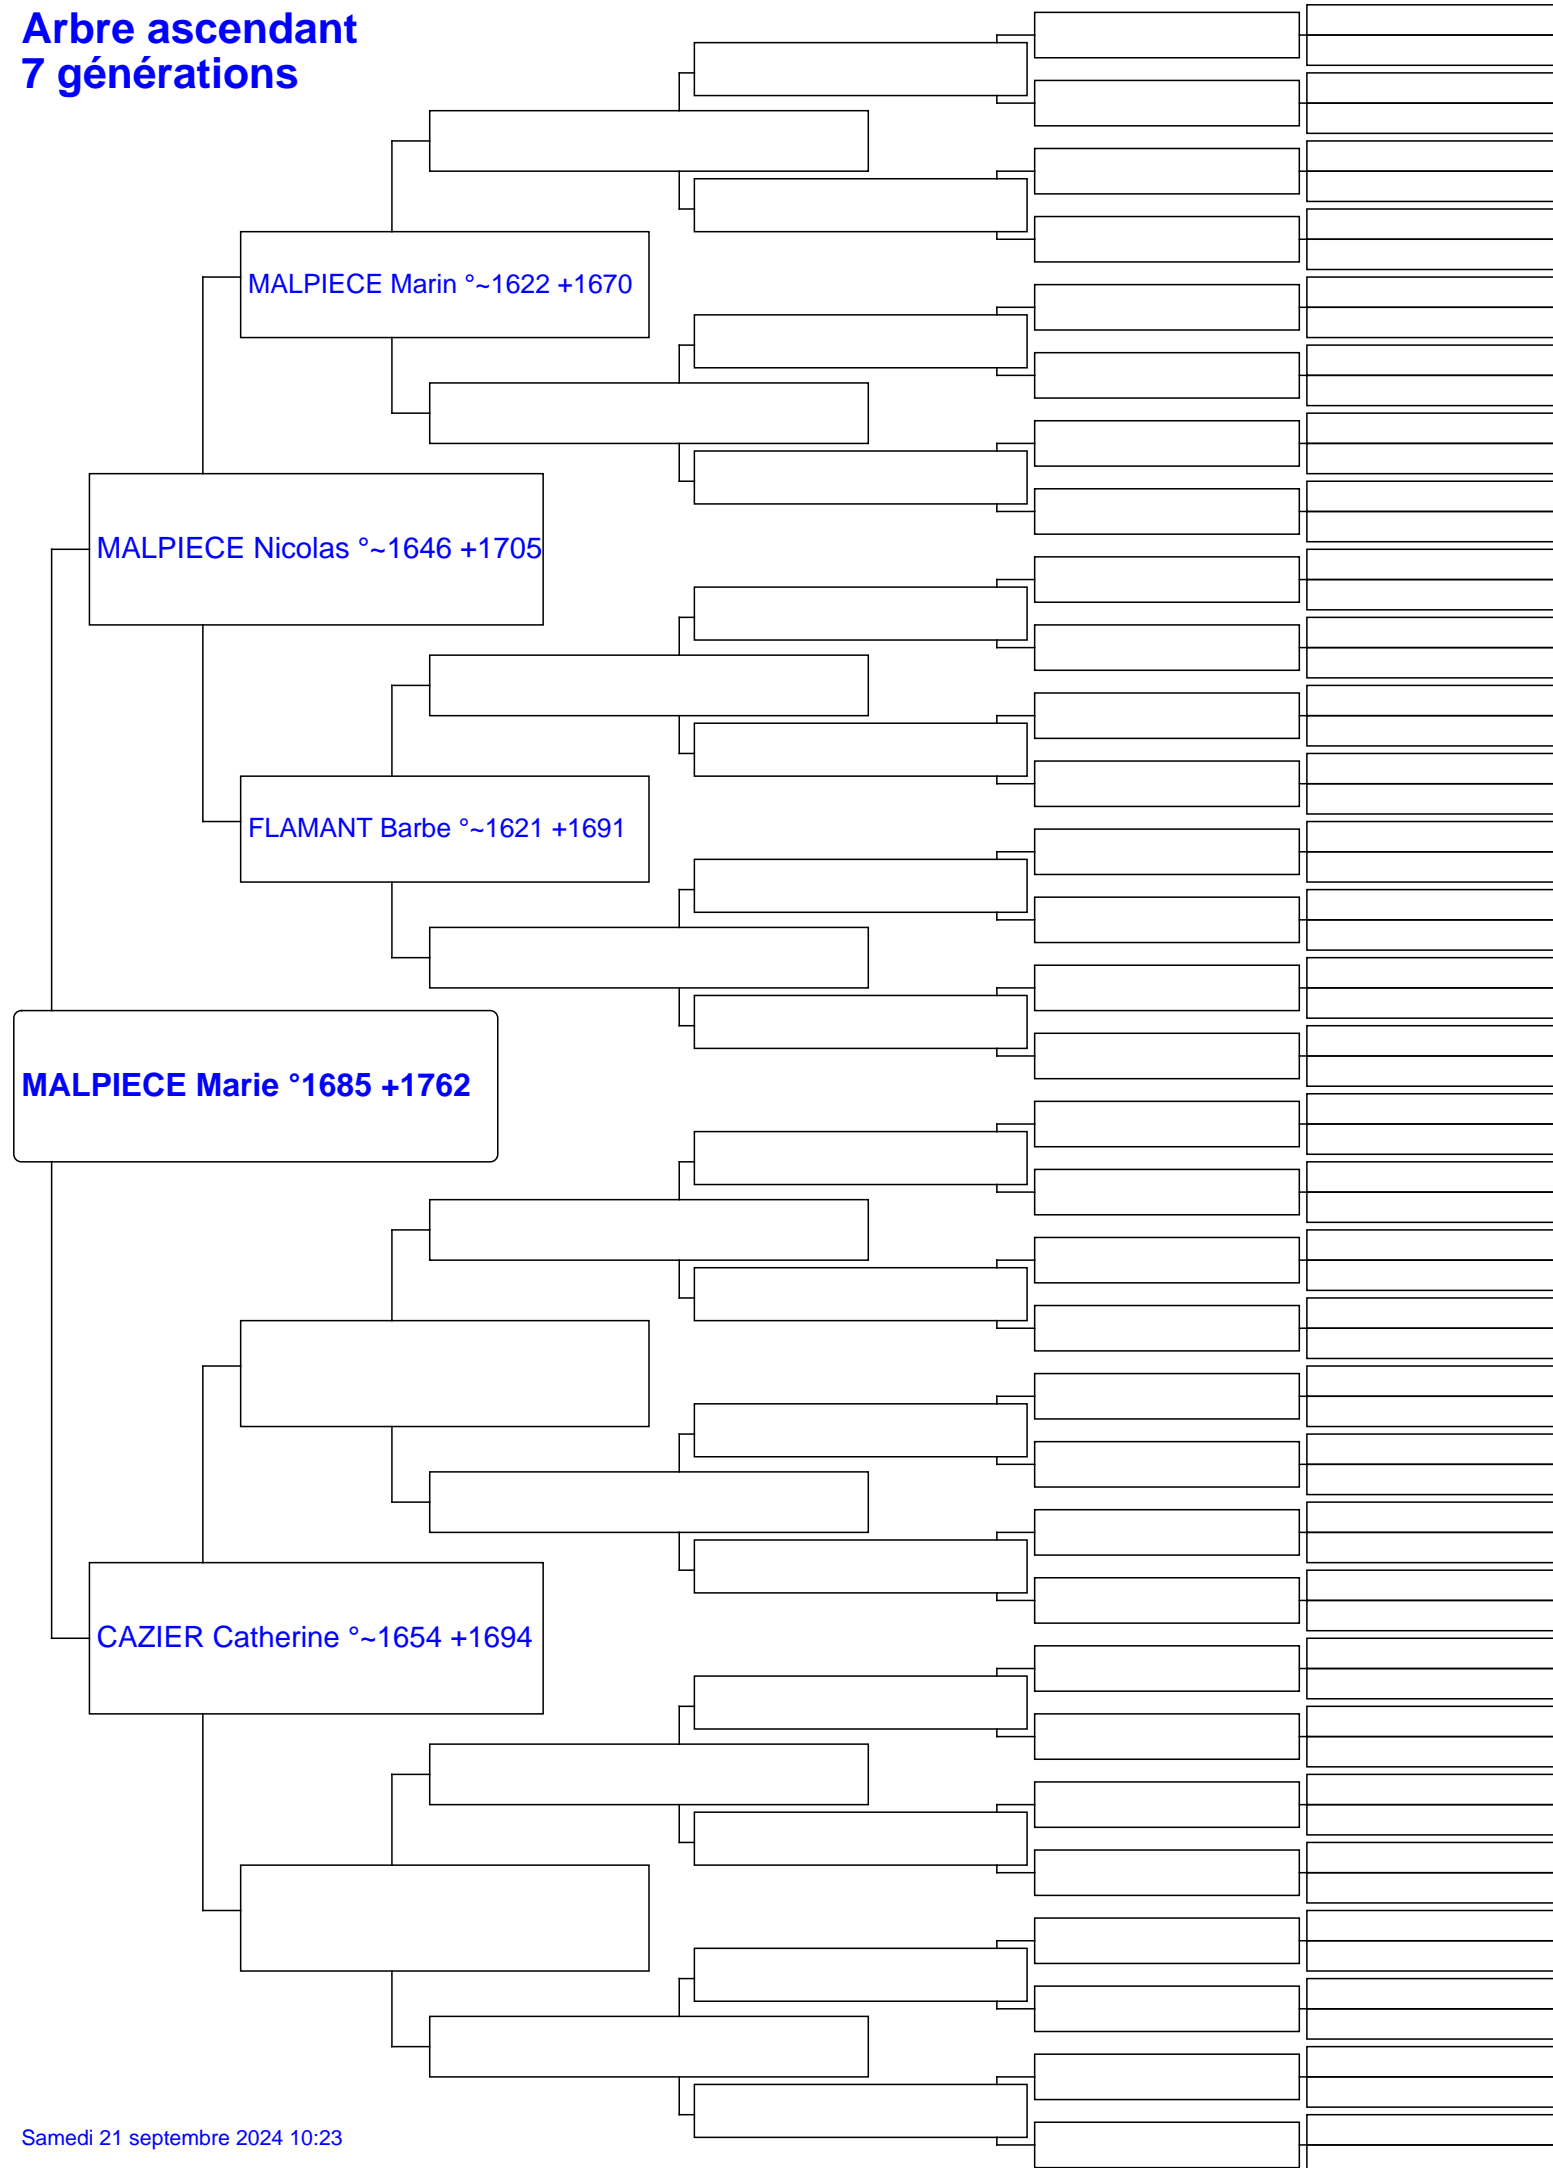 Arbre ascendant
7 générations
MALPIECE Marin °~1622 +1670
MALPIECE Nicolas °~1646 +1705
FLAMANT Barbe °~1621 +1691
MALPIECE Marie °1685 +1762
CAZIER Catherine °~1654 +1694
Samedi 21 septembre 2024 10:23